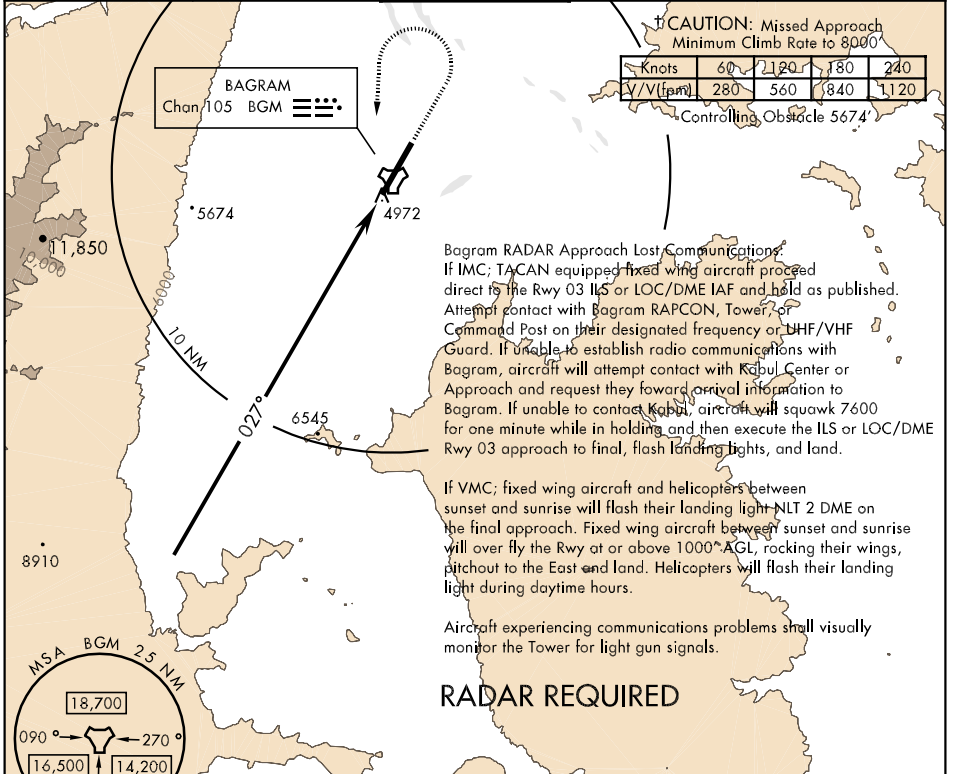 † CAUTION: Missed Approach
Minimum Climb Rate to 8000'
Knots 60 120 180 240
V/V(fpm) 280 560 840 1120
Controlling Obstacle 5674'
BAGRAM
Chan 105 BGM
5674
4972
11,850
10,000
6000
10 NM
027°
6545
8910
Bagram RADAR Approach Lost Communications:
If IMC; TACAN equipped fixed wing aircraft proceed
direct to the Rwy 03 ILS or LOC/DME IAF and hold as published.
Attempt contact with Bagram RAPCON, Tower, or
Command Post on their designated frequency or UHF/VHF
Guard. If unable to establish radio communications with
Bagram, aircraft will attempt contact with Kabul Center or
Approach and request they foward arrival information to
Bagram. If unable to contact Kabul, aircraft will squawk 7600
for one minute while in holding and then execute the ILS or LOC/DME
Rwy 03 approach to final, flash landing lights, and land.
If VMC; fixed wing aircraft and helicopters between
sunset and sunrise will flash their landing light NLT 2 DME on
the final approach. Fixed wing aircraft between sunset and sunrise
will over fly the Rwy at or above 1000' AGL, rocking their wings,
pitchout to the East and land. Helicopters will flash their landing
light during daytime hours.
Aircraft experiencing communications problems shall visually
monitor the Tower for light gun signals.
RADAR REQUIRED
MSA BGM 25 NM
18,700
090° 270°
16,500 14,200